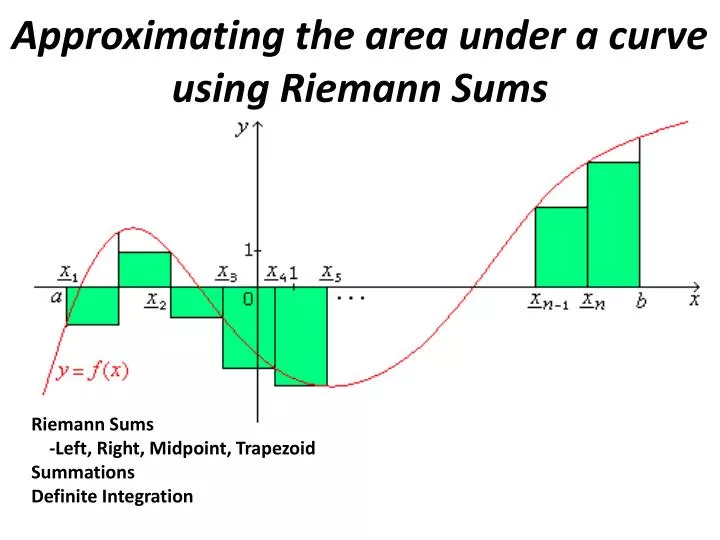 Approximating the area under a curve
using Riemann Sums
y
1
x₁ x₃ x₄ 1 x₅
a x₂ 0 ... xₙ₋₁ xₙ b x
y = f(x)
Riemann Sums
-Left, Right, Midpoint, Trapezoid
Summations
Definite Integration